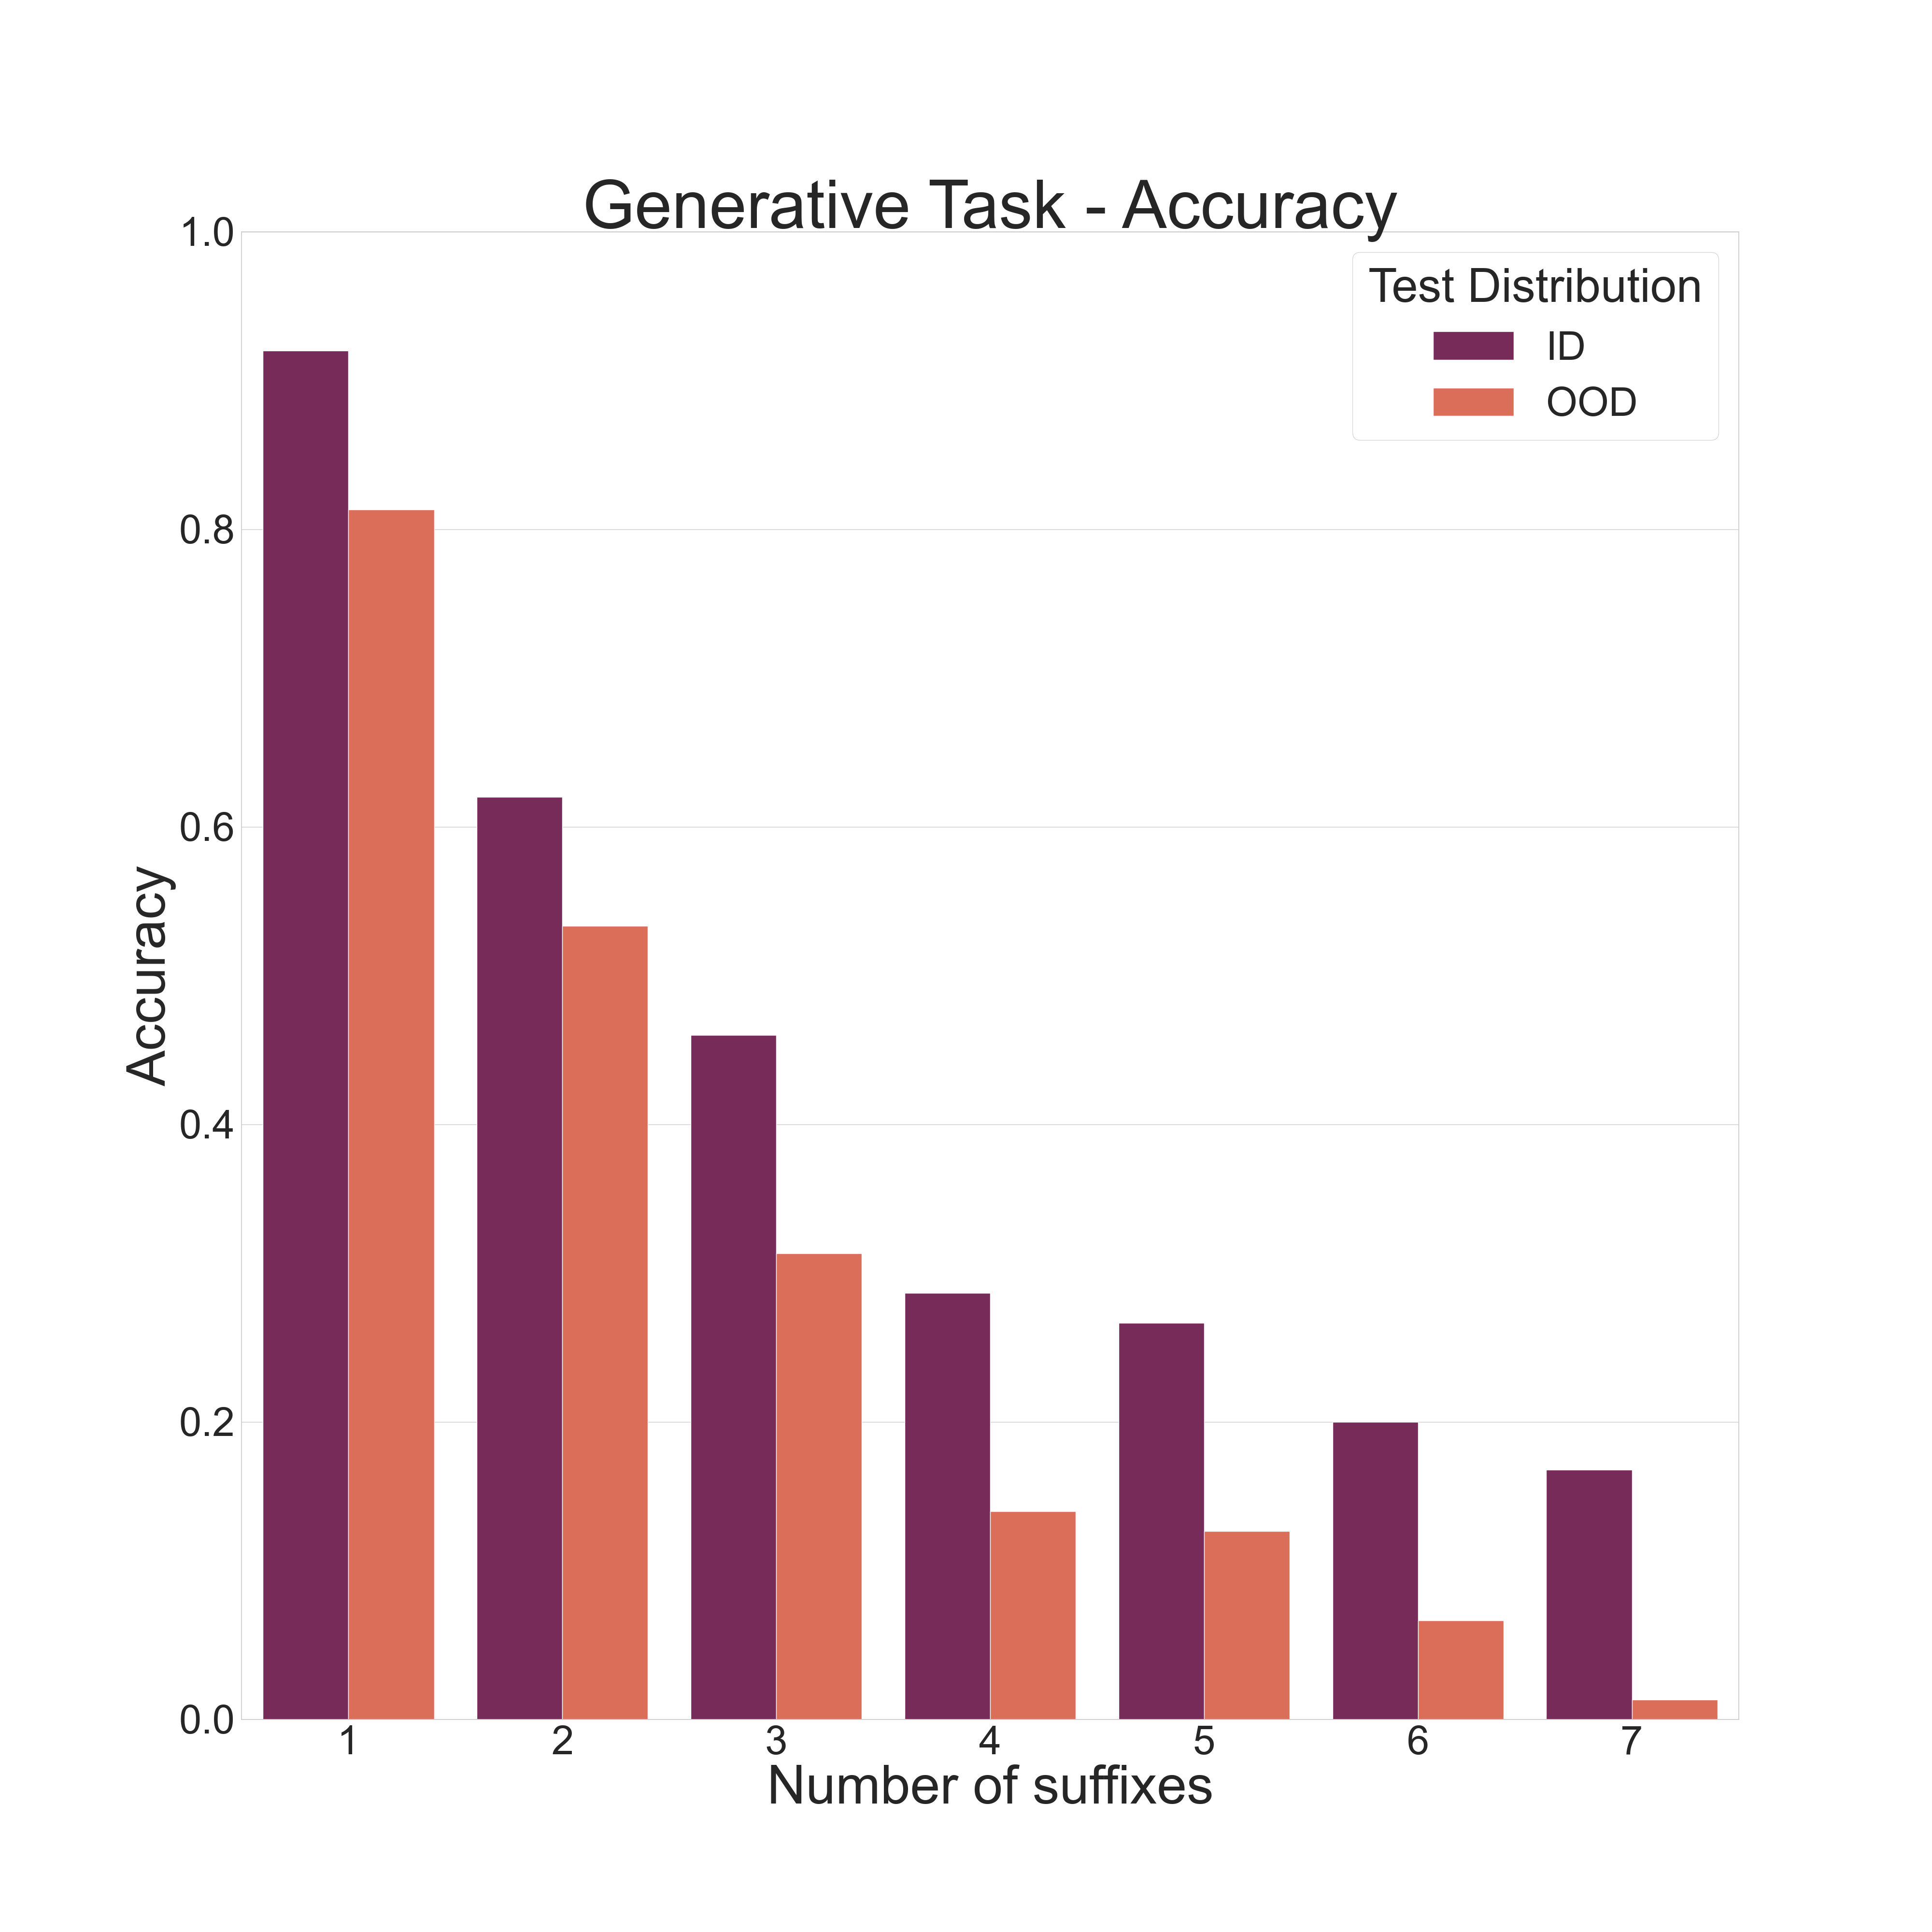 Generative Task - Accuracy
Test Distribution
ID
OOD
Accuracy
1.0
0.8
0.6
0.4
0.2
0.0
1 2 3 4 5 6 7
Number of suffixes